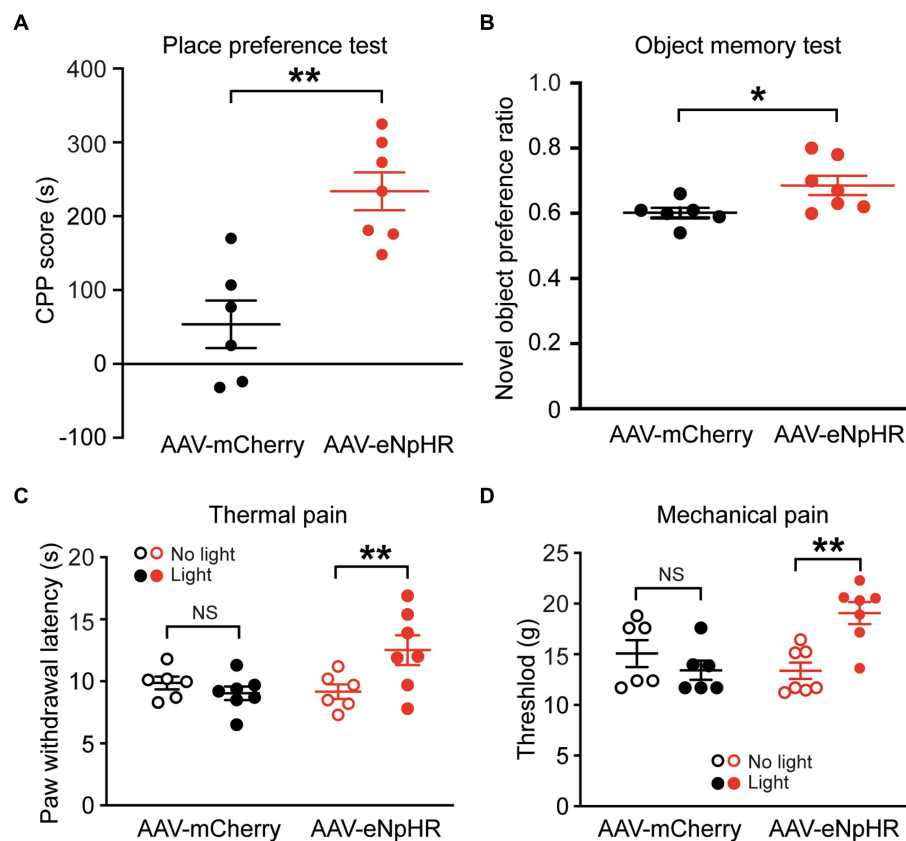 A
Place preference test
**
CPP score (s)
400
300
200
100
0
-100
AAV-mCherry
AAV-eNpHR
B
Object memory test
*
Novel object preference ratio
1.0
0.8
0.6
0.4
0.2
0
AAV-mCherry
AAV-eNpHR
C
Thermal pain
No light
Light
**
NS
Paw withdrawal latency (s)
20
15
10
5
0
AAV-mCherry
AAV-eNpHR
D
Mechanical pain
NS
**
Threshlod (g)
25
20
15
10
5
0
No light
Light
AAV-mCherry
AAV-eNpHR